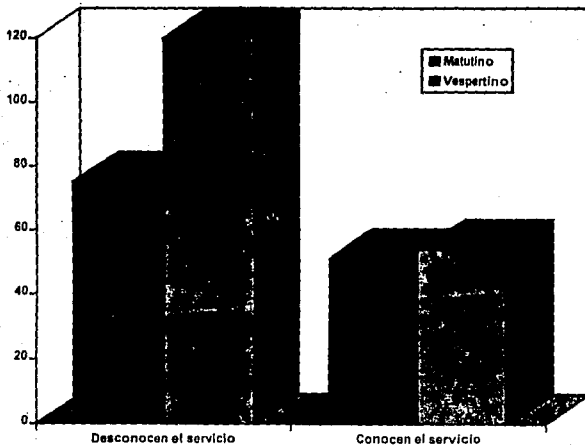 120
100
80
60
40
20
0
Matutino
Vespertino
Desconocen el servicio
Conocen el servicio